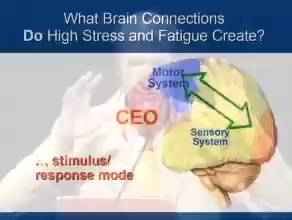 What Brain Connections
Do High Stress and Fatigue Create?
Motor
System
CEO
Sensory
System
... stimulus/
response mode